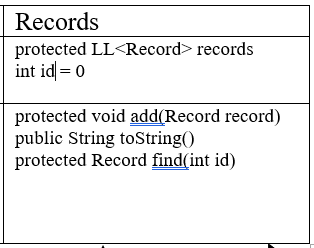 Records
protected LL<Record> records
int id = 0
protected void add(Record record)
public String toString()
protected Record find(int id)